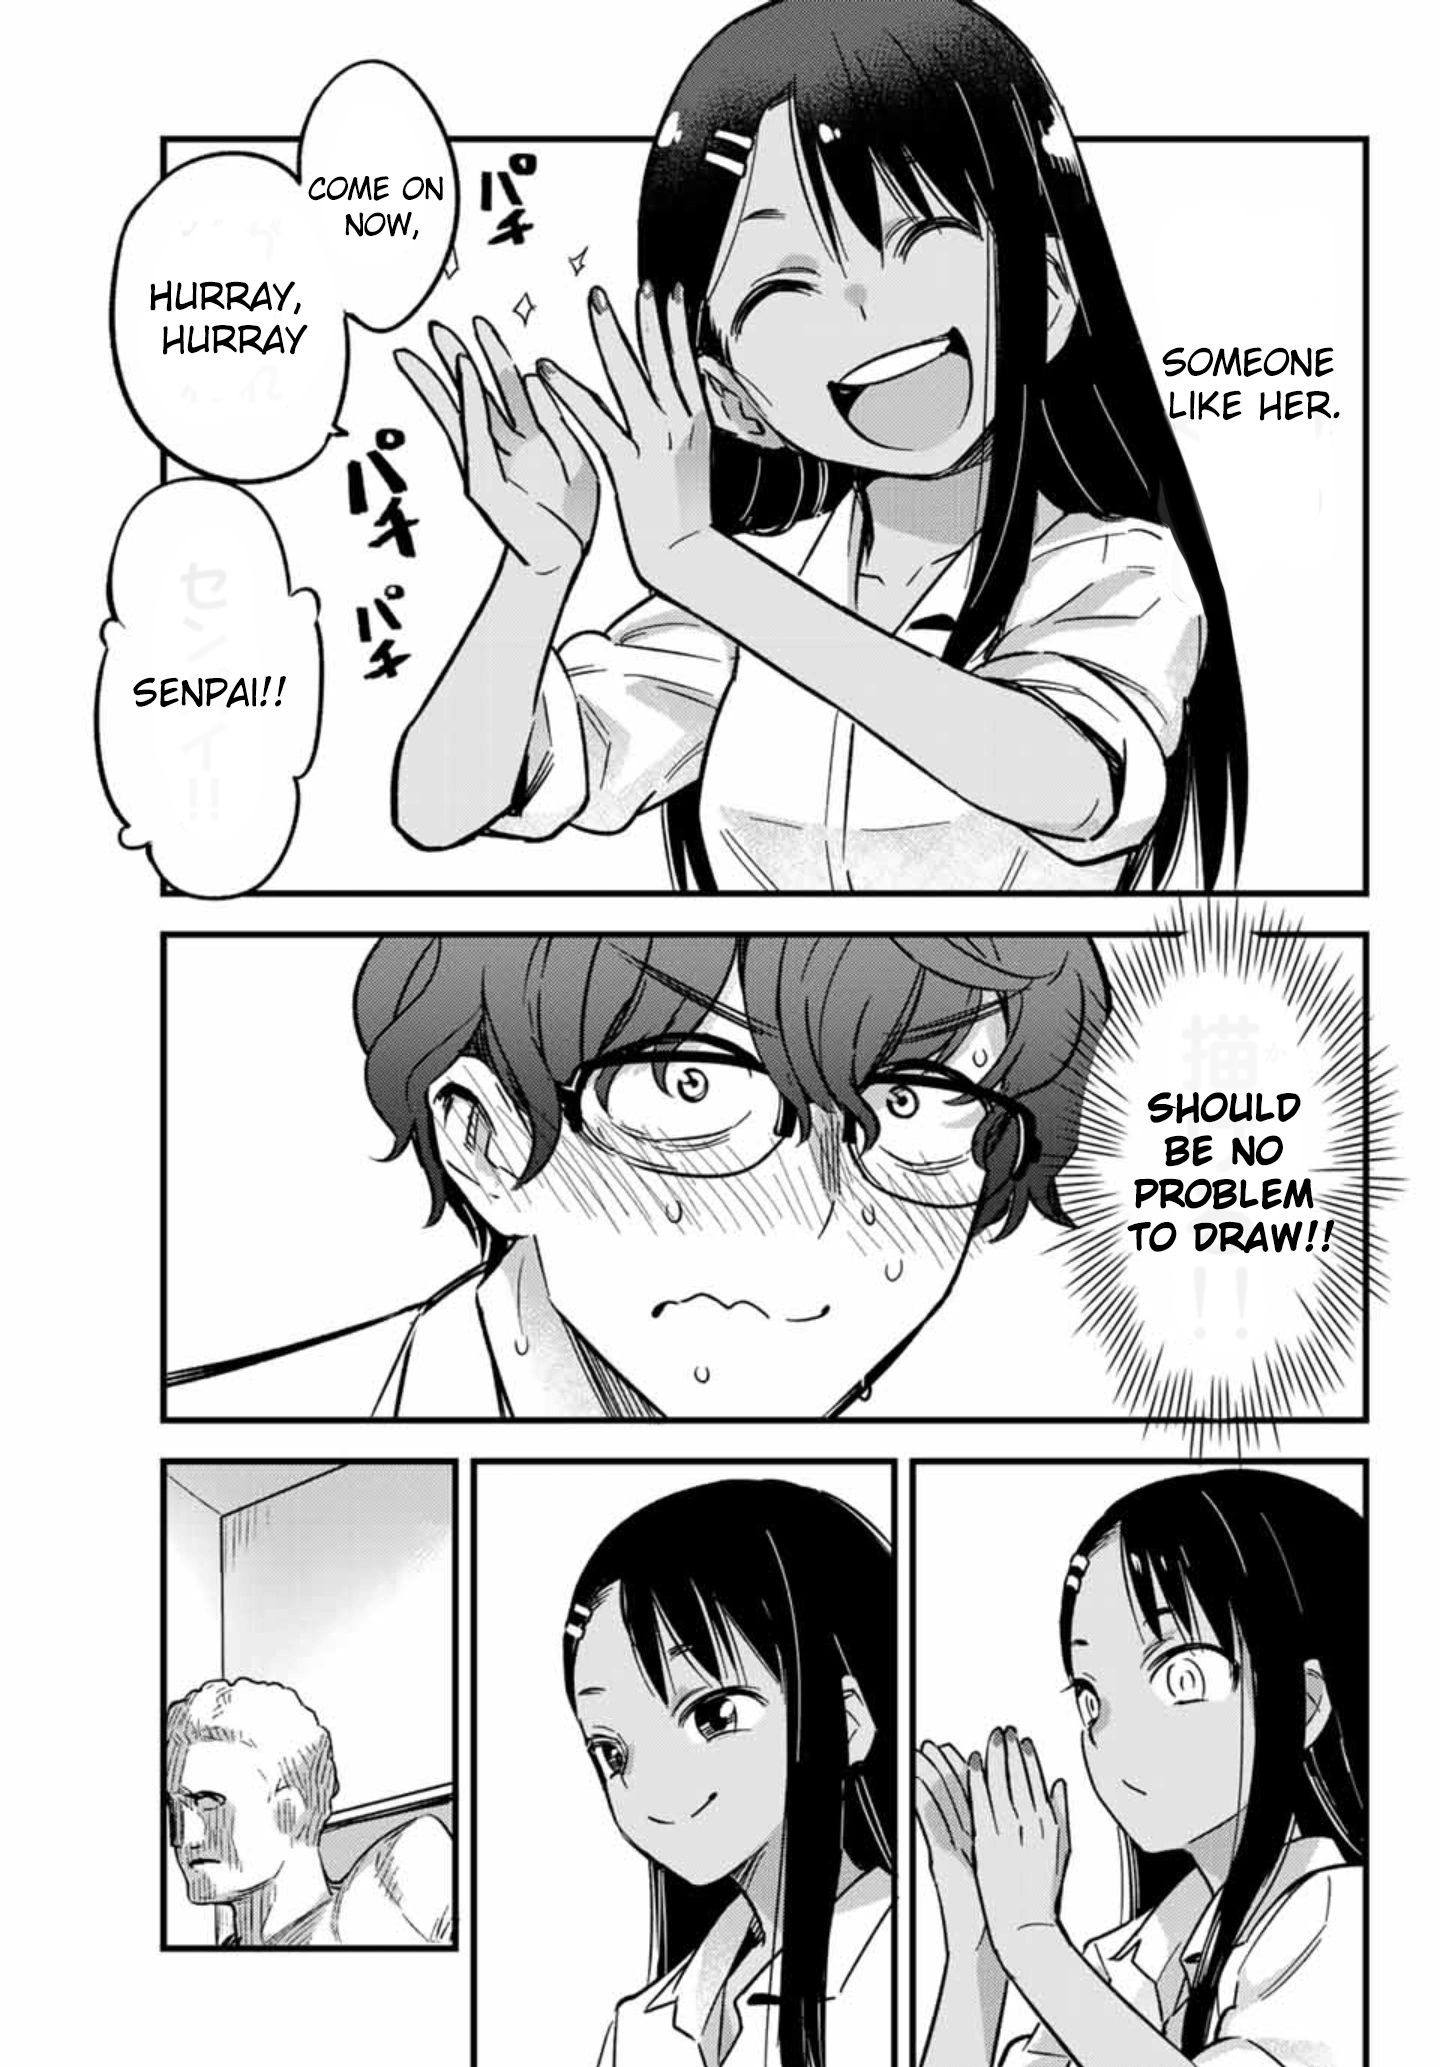 SOMEONE
LIKE HER.
COME ON
NOW,
HURRAY,
HURRAY
パチ
パチ
パチ
SENPAI!!
SHOULD
BE NO
PROBLEM
TO DRAW!!